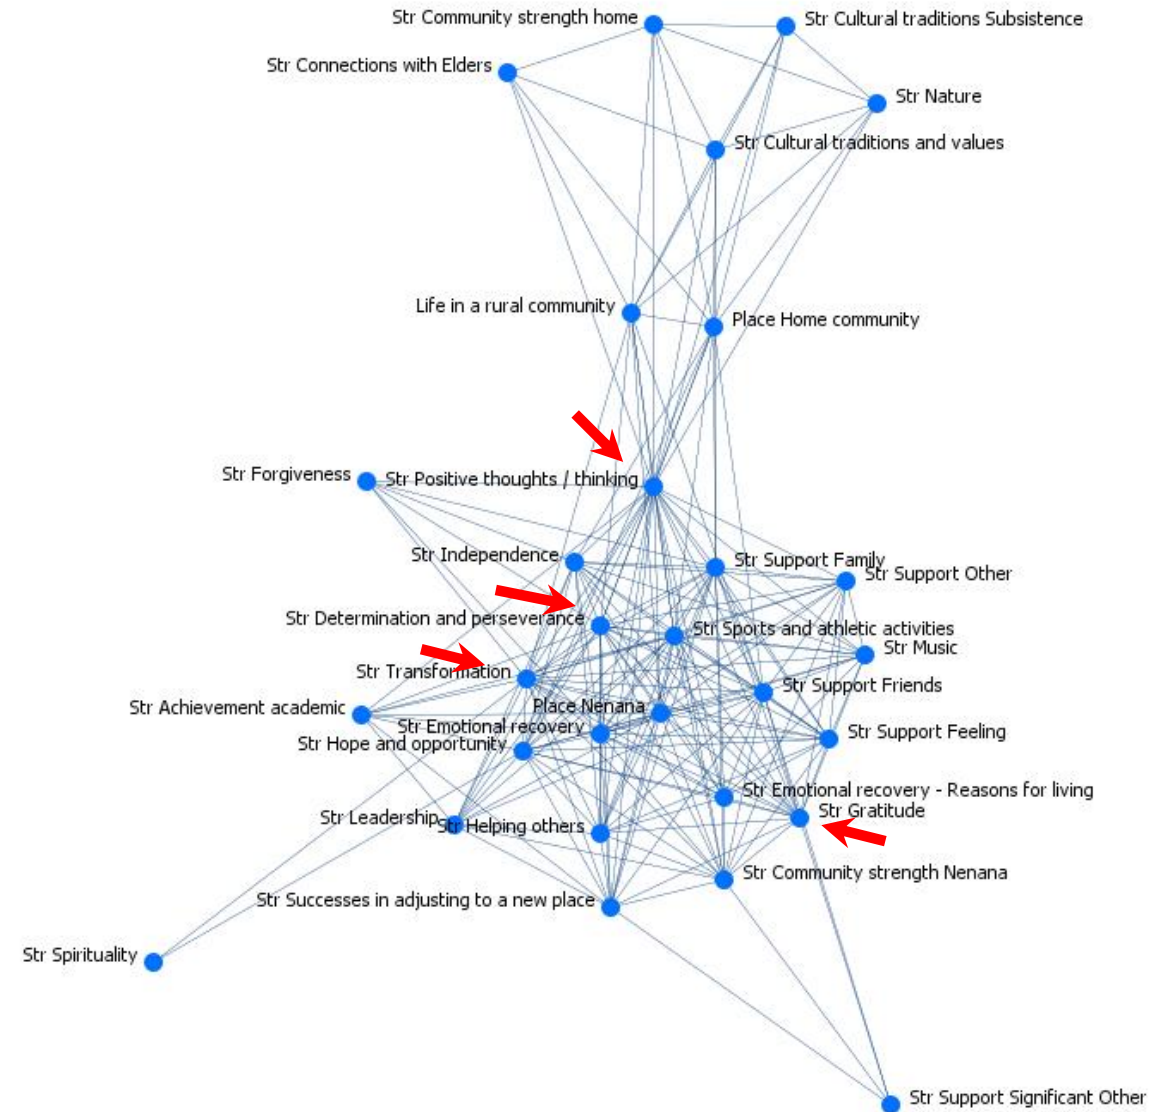 Str Community strength home
Str Cultural traditions Subsistence
Str Connections with Elders
Str Nature
Str Cultural traditions and values
Life in a rural community
Place Home community
Str Forgiveness
Str Positive thoughts / thinking
Str Independence
Str Support Family
Str Support Other
Str Determination and perseverance
Str Sports and athletic activities
Str Music
Str Transformation
Str Support Friends
Str Achievement academic
Place Nenana
Str Emotional recovery
Str Support Feeling
Str Hope and opportunity
Str Emotional recovery - Reasons for living
Str Gratitude
Str Leadership
Str Helping others
Str Community strength Nenana
Str Successes in adjusting to a new place
Str Spirituality
Str Support Significant Other